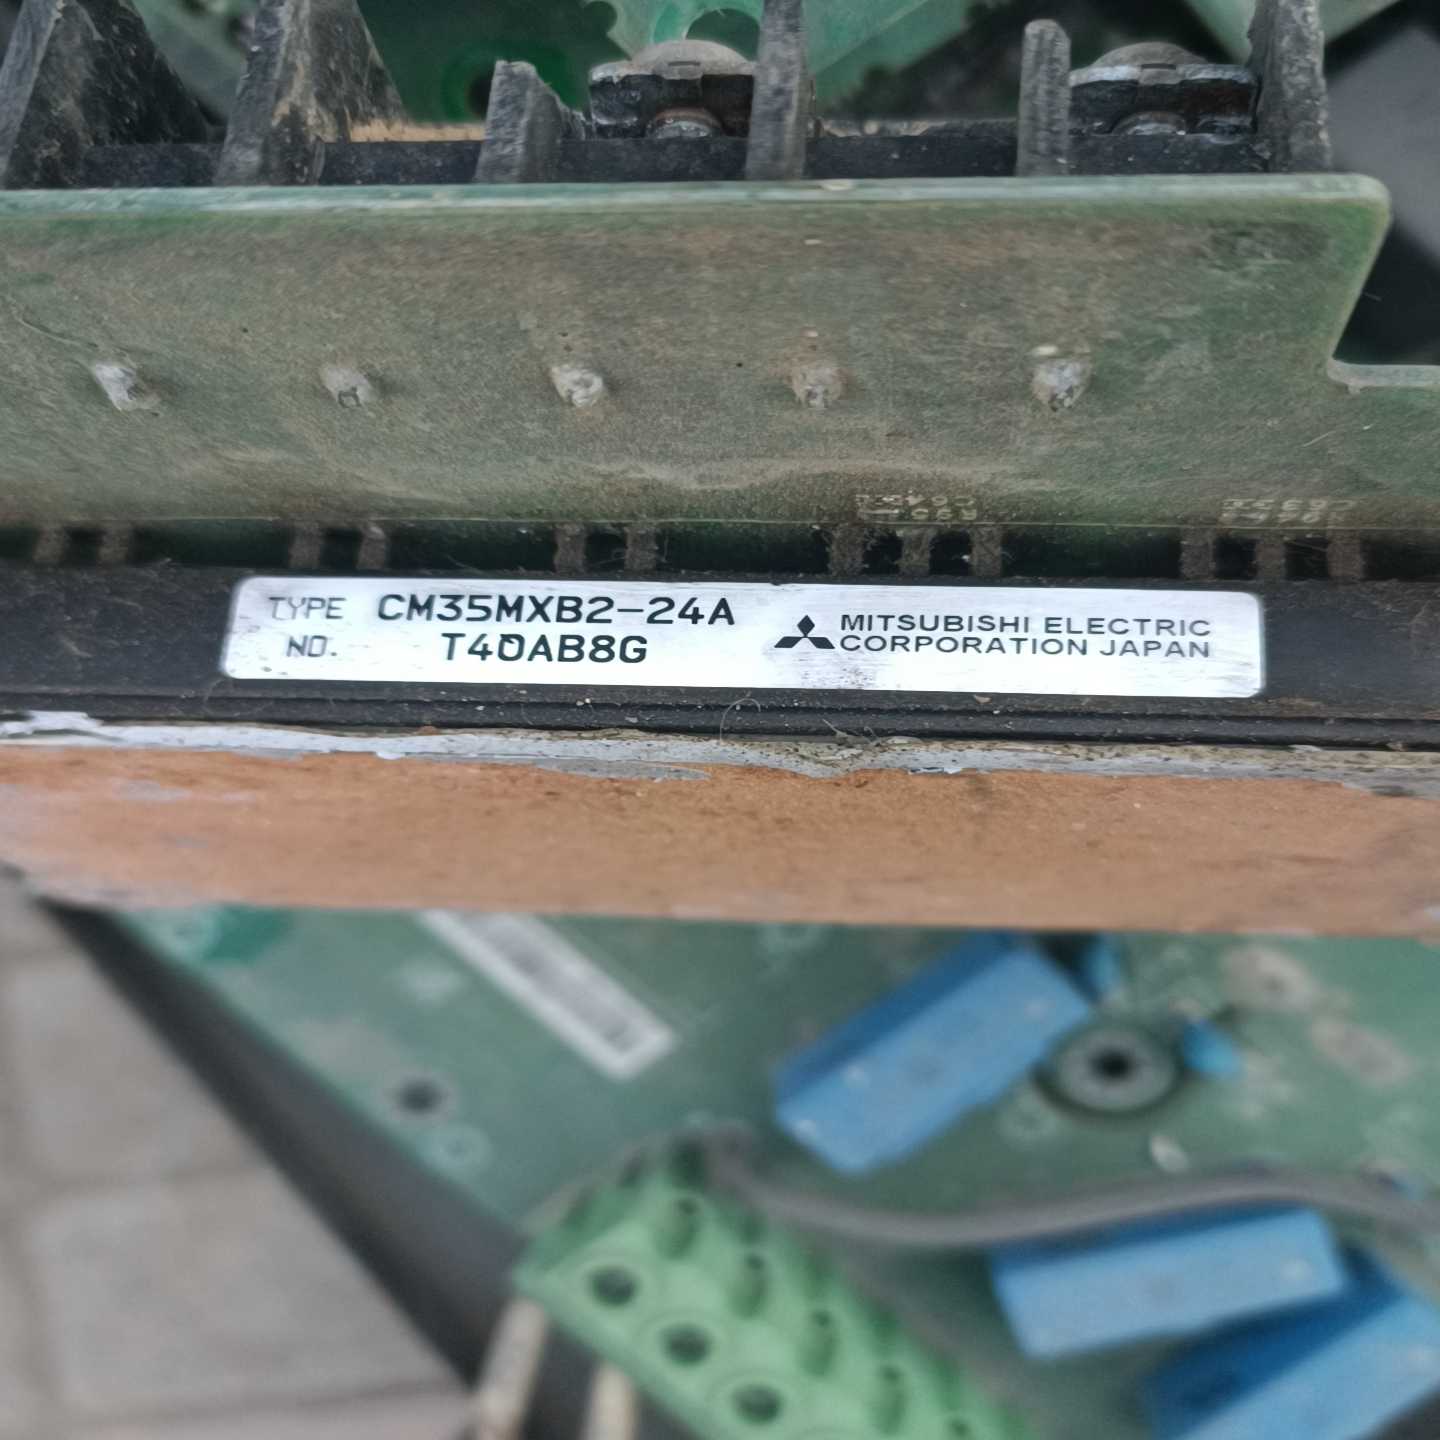 TYPE CM35MXB2-24A
NO. T40AB8G
MITSUBISHI ELECTRIC
CORPORATION JAPAN